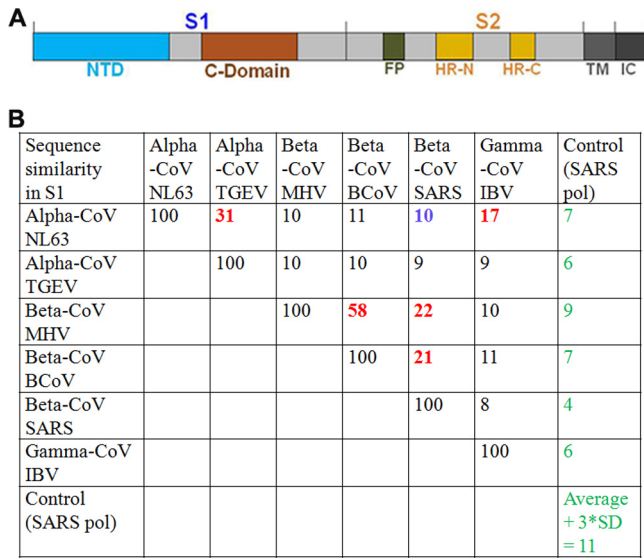 A
S1
S2
NTD
C-Domain
FP
HR-N
HR-C
TM
IC
B
Sequence
similarity
in S1
Alpha
-CoV
NL63
Alpha
-CoV
TGEV
Beta
-CoV
MHV
Beta
-CoV
BCoV
Beta
-CoV
SARS
Gamma
-CoV
IBV
Control
(SARS
pol)
Alpha-CoV
NL63
100
31
10
11
10
17
7
Alpha-CoV
TGEV
100
10
10
9
9
6
Beta-CoV
MHV
100
58
22
10
9
Beta-CoV
BCoV
100
21
11
7
Beta-CoV
SARS
100
8
4
Gamma-CoV
IBV
100
6
Control
(SARS pol)
Average
+ 3*SD
= 11